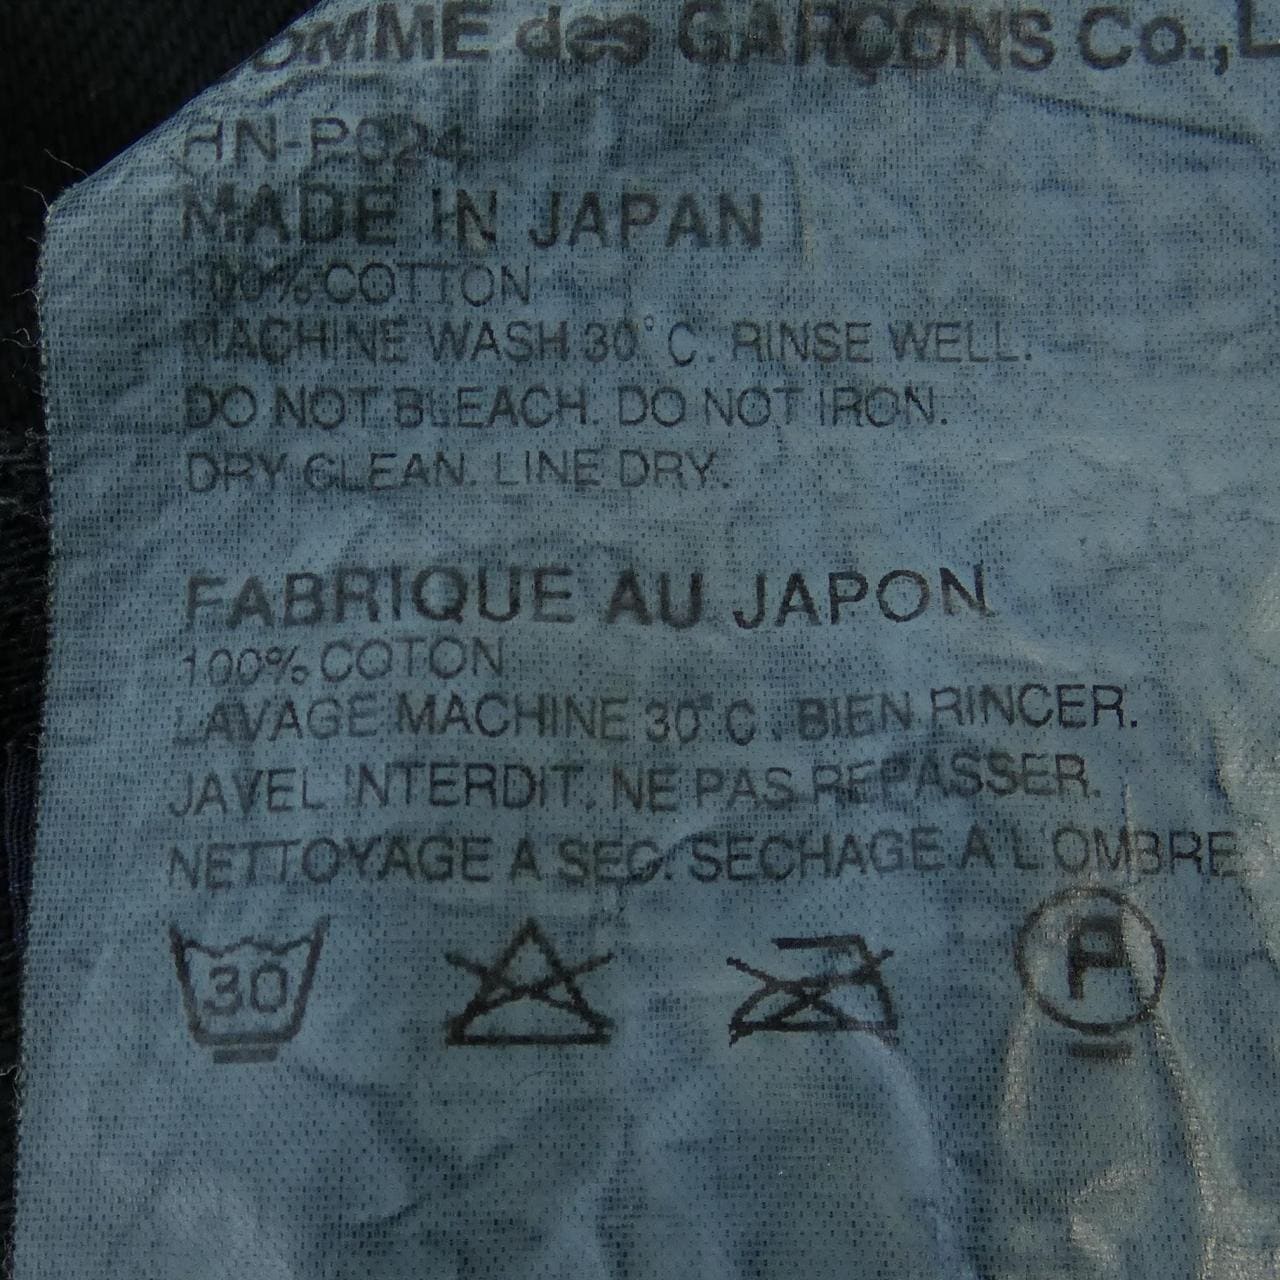 COMME des GARÇONS Co.,L
HN-P024
MADE IN JAPAN
100% COTTON
MACHINE WASH 30°C. RINSE WELL.
DO NOT BLEACH. DO NOT IRON.
DRY CLEAN. LINE DRY.
FABRIQUE AU JAPON
100% COTON
LAVAGE MACHINE 30°C. BIEN RINCER.
JAVEL INTERDIT. NE PAS REPASSER.
NETTOYAGE A SEC. SECHAGE A L'OMBRE
30 P